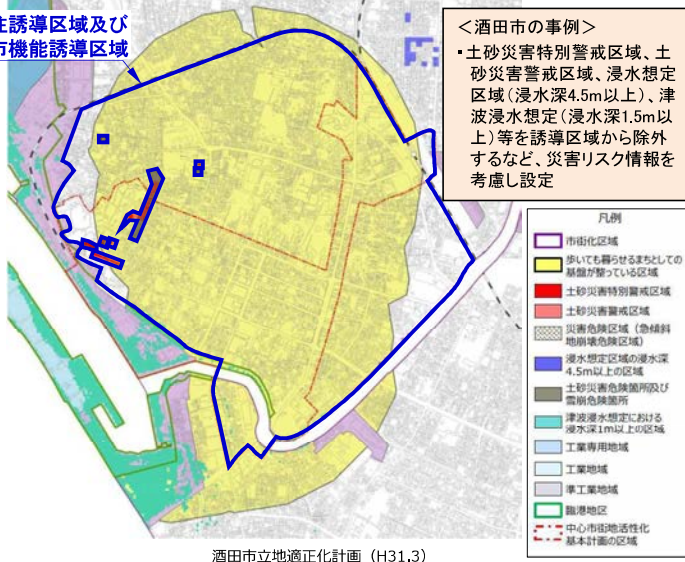 住誘導区域及び
市機能誘導区域
＜酒田市の事例＞
・土砂災害特別警戒区域、土
砂災害警戒区域、浸水想定
区域(浸水深4.5m以上)、津
波浸水想定(浸水深1.5m以
上)等を誘導区域から除外
するなど、災害リスク情報を
考慮し設定
凡例
市街化区域
歩いても暮らせるまちとしての
基盤が整っている区域
土砂災害特別警戒区域
土砂災害警戒区域
災害危険区域（急傾斜
地崩壊危険区域）
浸水想定区域の浸水深
4.5m以上の区域
土砂災害危険箇所及び
雪崩危険箇所
津波浸水想定における
浸水深1m以上の区域
工業専用地域
工業地域
準工業地域
臨港地区
中心市街地活性化
基本計画の区域
酒田市立地適正化計画（H31.3）